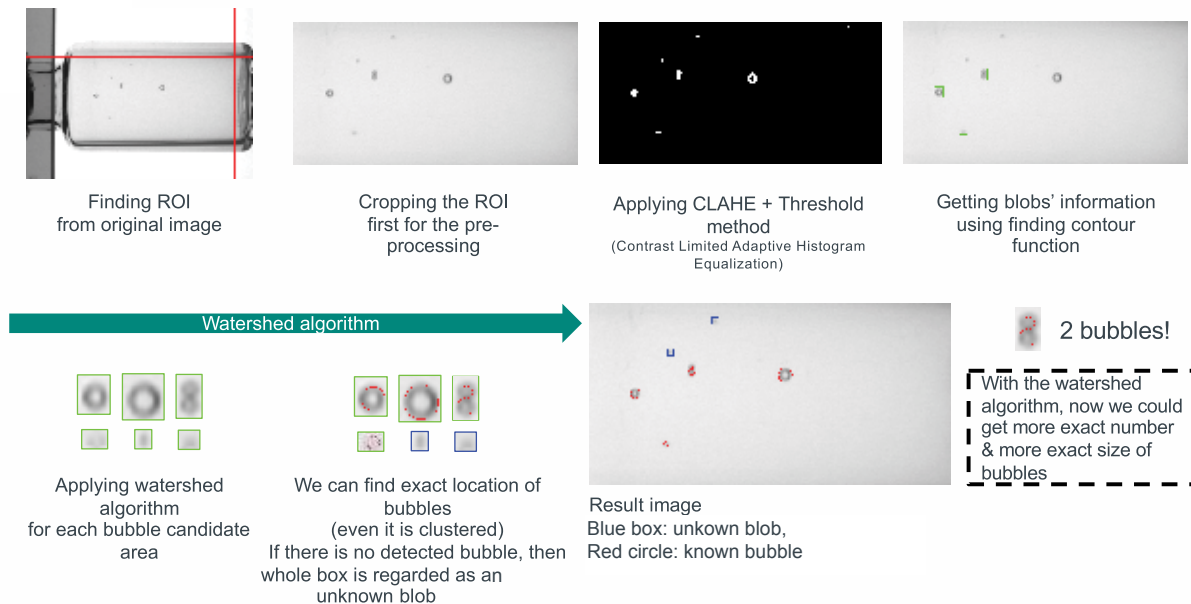 Finding ROI
from original image
Cropping the ROI
first for the pre-
processing
Applying CLAHE + Threshold
method
(Contrast Limited Adaptive Histogram
Equalization)
Getting blobs' information
using finding contour
function
Watershed algorithm
2 bubbles!
With the watershed
algorithm, now we could
get more exact number
& more exact size of
bubbles
Applying watershed
algorithm
for each bubble candidate
area
We can find exact location of
bubbles
(even it is clustered)
If there is no detected bubble, then
whole box is regarded as an
unknown blob
Result image
Blue box: unkown blob,
Red circle: known bubble